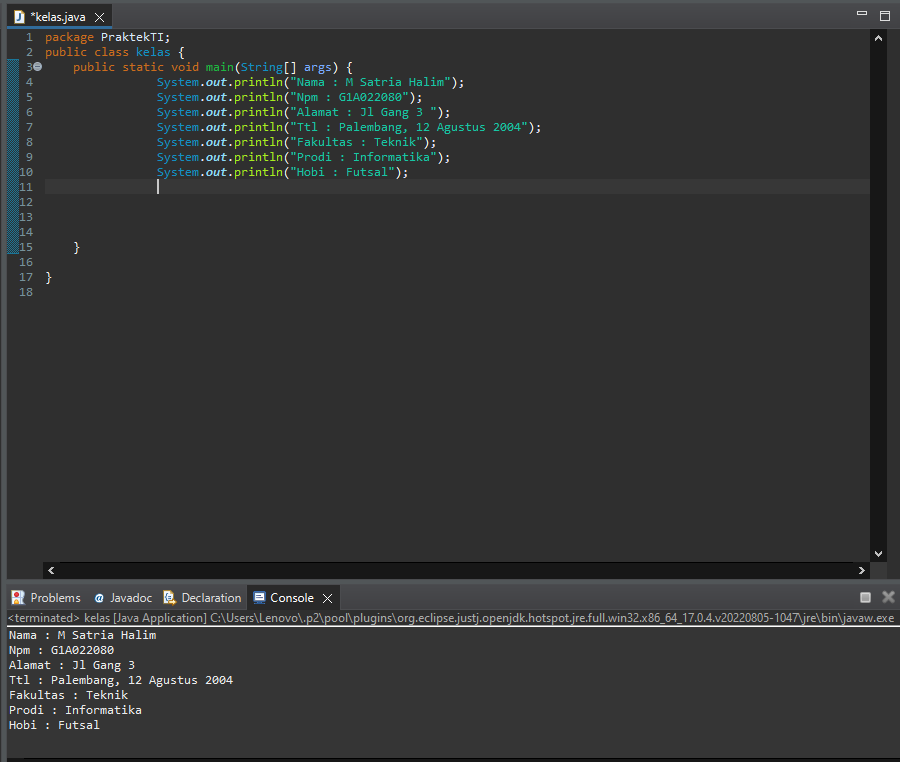 *kelas.java
1 package PraktekTI;
2 public class kelas {
3 public static void main(String[] args) {
4 System.out.println("Nama : M Satria Halim");
5 System.out.println("Npm : G1A022080");
6 System.out.println("Alamat : Jl Gang 3 ");
7 System.out.println("Ttl : Palembang, 12 Agustus 2004");
8 System.out.println("Fakultas : Teknik");
9 System.out.println("Prodi : Informatika");
10 System.out.println("Hobi : Futsal");
11
12
13
14
15 }
16
17 }
18
Problems Javadoc Declaration Console
<terminated> kelas [Java Application] C:\Users\Lenovo\.p2\pool\plugins\org.eclipse.justj.openjdk.hotspot.jre.full.win32.x86_64_17.0.4.v20220805-1047\jre\bin\javaw.exe
Nama : M Satria Halim
Npm : G1A022080
Alamat : Jl Gang 3
Ttl : Palembang, 12 Agustus 2004
Fakultas : Teknik
Prodi : Informatika
Hobi : Futsal